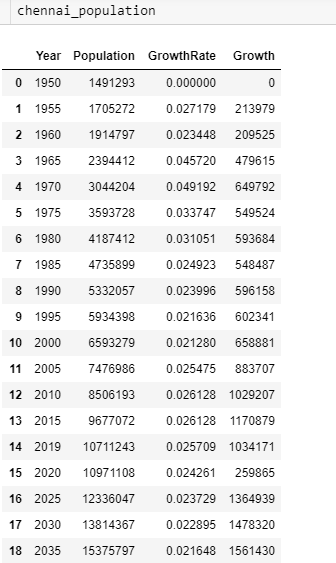 chennai_population
Year Population GrowthRate Growth
0 1950 1491293 0.000000 0
1 1955 1705272 0.027179 213979
2 1960 1914797 0.023448 209525
3 1965 2394412 0.045720 479615
4 1970 3044204 0.049192 649792
5 1975 3593728 0.033747 549524
6 1980 4187412 0.031051 593684
7 1985 4735899 0.024923 548487
8 1990 5332057 0.023996 596158
9 1995 5934398 0.021636 602341
10 2000 6593279 0.021280 658881
11 2005 7476986 0.025475 883707
12 2010 8506193 0.026128 1029207
13 2015 9677072 0.026128 1170879
14 2019 10711243 0.025709 1034171
15 2020 10971108 0.024261 259865
16 2025 12336047 0.023729 1364939
17 2030 13814367 0.022895 1478320
18 2035 15375797 0.021648 1561430